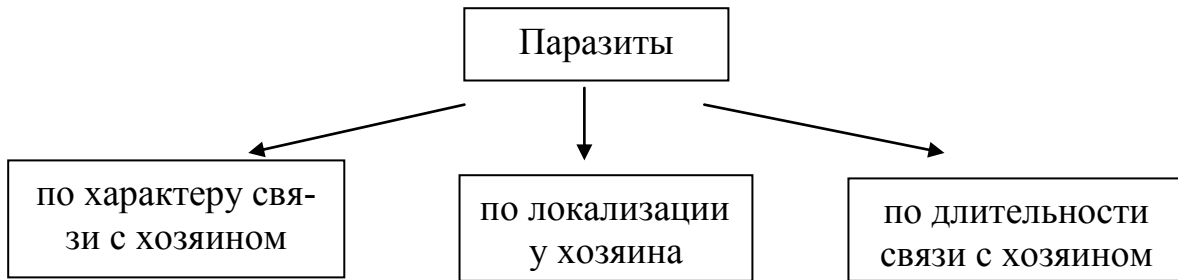 Паразиты
по характеру свя-
зи с хозяином
по локализации
у хозяина
по длительности
связи с хозяином